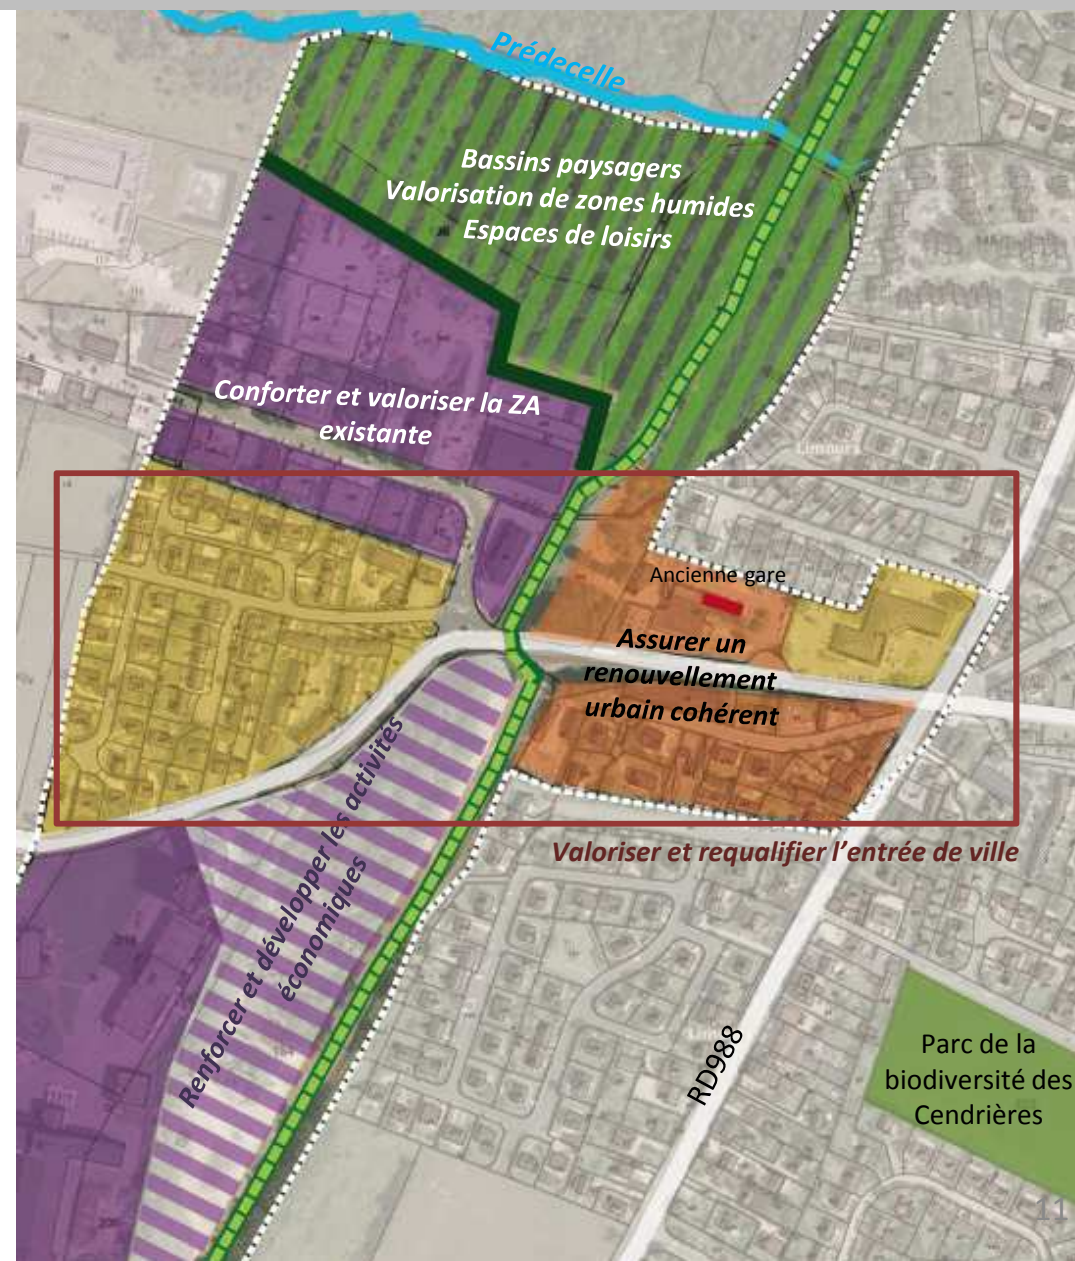 Prédecelle
Bassins paysagers
Valorisation de zones humides
Espaces de loisirs
Conforter et valoriser la ZA
existante
Limours
Ancienne gare
Assurer un
renouvellement
urbain cohérent
Renforcer et développer les activités
économiques
Valoriser et requalifier l'entrée de ville
RD988
Parc de la
biodiversité des
Cendrières
11